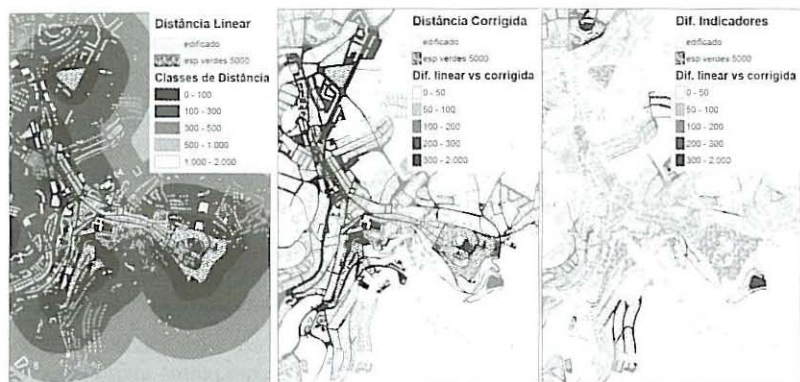 Distância Linear
edificado
esp verdes 5000
Classes de Distância
0 - 100
100 - 300
300 - 500
500 - 1.000
1.000 - 2.000
Distância Corrigida
edificado
esp verdes 5000
Dif. linear vs corrigida
0 - 50
50 - 100
100 - 200
200 - 300
300 - 2.000
Dif. Indicadores
edificado
esp verdes 5000
Dif. linear vs corrigida
0 - 50
50 - 100
100 - 200
200 - 300
300 - 2.000